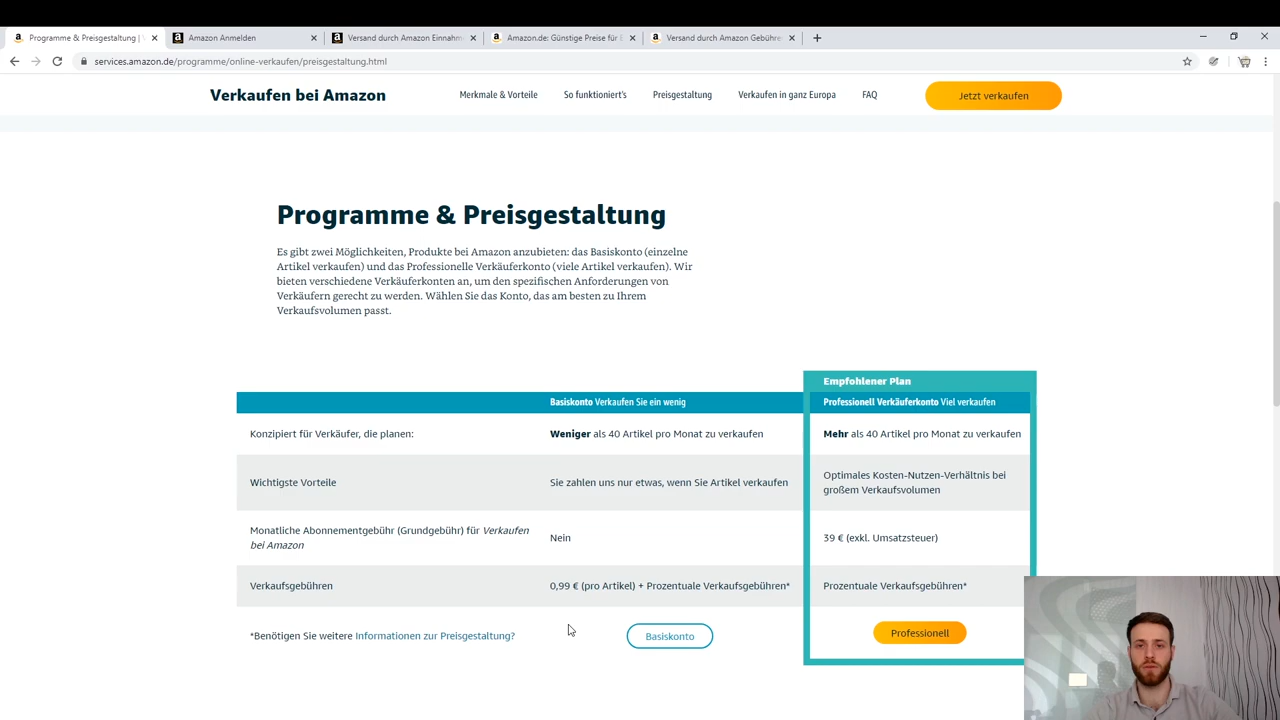 Programme & Preisgestaltung | V
Amazon Anmelden
Versand durch Amazon Einnahm
Amazon.de: Günstige Preise für E
Versand durch Amazon Gebühre
services.amazon.de/programme/online-verkaufen/preisgestaltung.html
Verkaufen bei Amazon
Merkmale & Vorteile
So funktioniert's
Preisgestaltung
Verkaufen in ganz Europa
FAQ
Jetzt verkaufen
Programme & Preisgestaltung
Es gibt zwei Möglichkeiten, Produkte bei Amazon anzubieten: das Basiskonto (einzelne
Artikel verkaufen) und das Professionelle Verkäuferkonto (viele Artikel verkaufen). Wir
bieten verschiedene Verkäuferkonten an, um den spezifischen Anforderungen von
Verkäufern gerecht zu werden. Wählen Sie das Konto, das am besten zu Ihrem
Verkaufsvolumen passt.
Empfohlener Plan
Basiskonto Verkaufen Sie ein wenig
Professionell Verkäuferkonto Viel verkaufen
Konzipiert für Verkäufer, die planen:
Weniger als 40 Artikel pro Monat zu verkaufen
Mehr als 40 Artikel pro Monat zu verkaufen
Wichtigste Vorteile
Sie zahlen uns nur etwas, wenn Sie Artikel verkaufen
Optimales Kosten-Nutzen-Verhältnis bei
großem Verkaufsvolumen
Monatliche Abonnementgebühr (Grundgebühr) für Verkaufen
bei Amazon
Nein
39 € (exkl. Umsatzsteuer)
Verkaufsgebühren
0,99 € (pro Artikel) + Prozentuale Verkaufsgebühren*
Prozentuale Verkaufsgebühren*
*Benötigen Sie weitere Informationen zur Preisgestaltung?
Basiskonto
Professionell